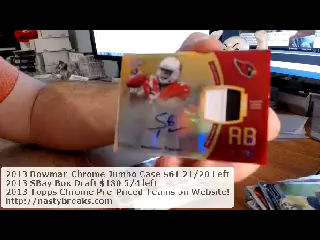 RB
2013 Bowman Chrome Jumbo Case $61 21/20 Left
2013 SBay Box Draft $180 5/4 left
2013 Topps Chrome Pre-Priced Teams on Website!
http://nastybreaks.com